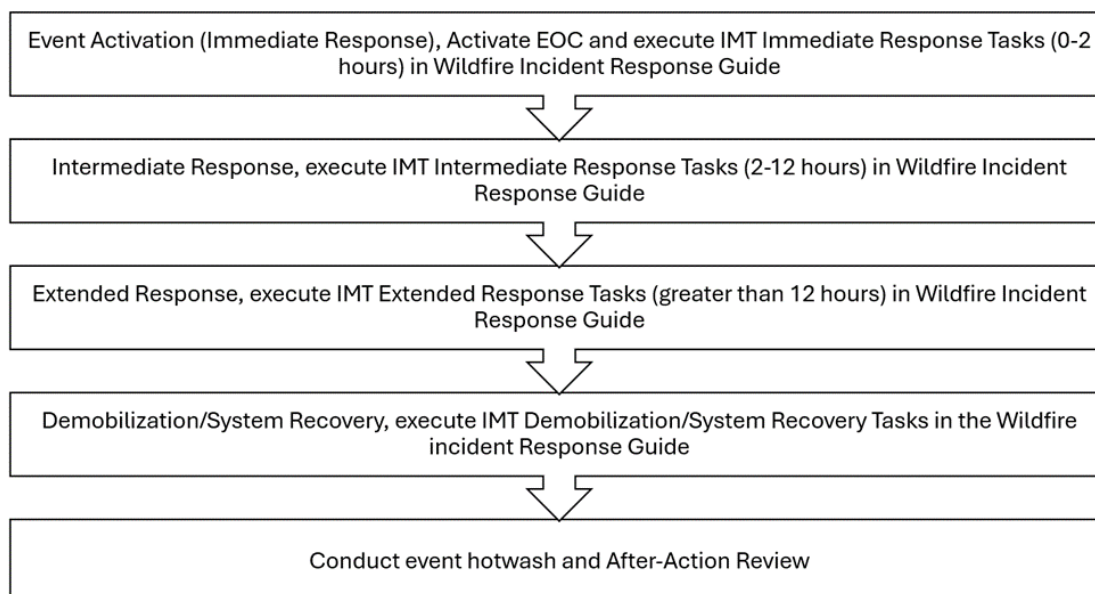 Event Activation (Immediate Response), Activate EOC and execute IMT Immediate Response Tasks (0-2
hours) in Wildfire Incident Response Guide
Intermediate Response, execute IMT Intermediate Response Tasks (2-12 hours) in Wildfire Incident
Response Guide
Extended Response, execute IMT Extended Response Tasks (greater than 12 hours) in Wildfire Incident
Response Guide
Demobilization/System Recovery, execute IMT Demobilization/System Recovery Tasks in the Wildfire
incident Response Guide
Conduct event hotwash and After-Action Review